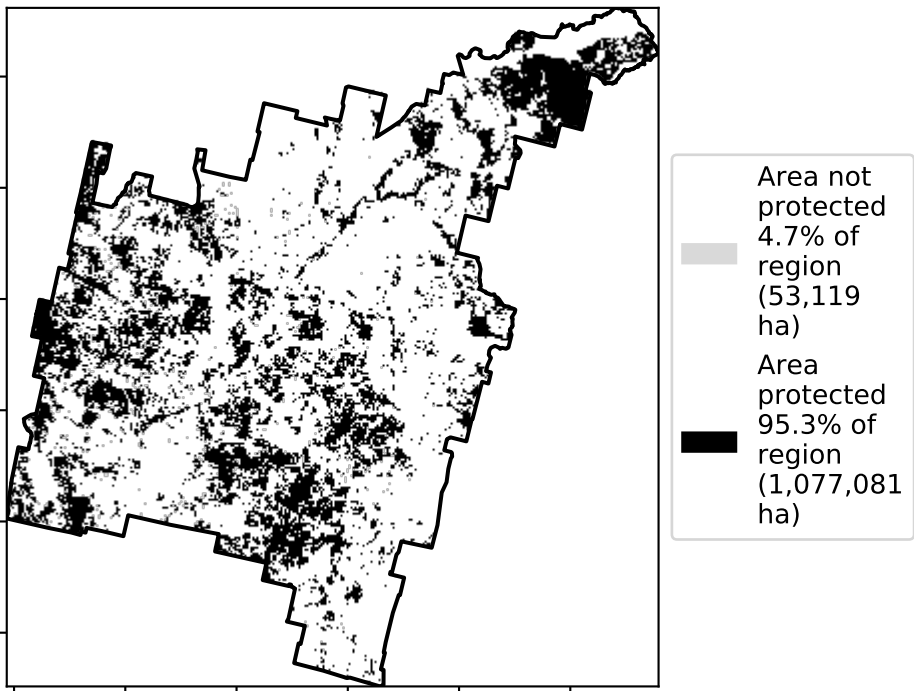 Area not
protected
4.7% of
region
(53,119
ha)
Area
protected
95.3% of
region
(1,077,081
ha)